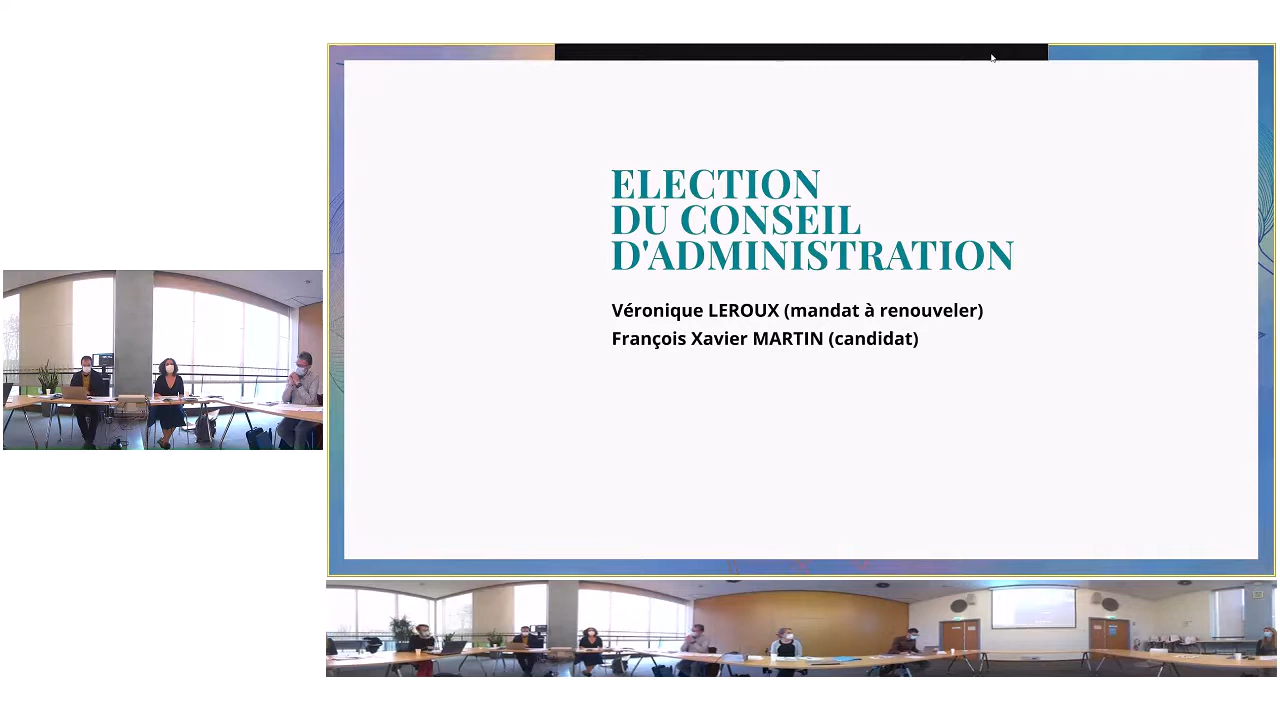 ELECTION
DU CONSEIL
D'ADMINISTRATION
Véronique LEROUX (mandat à renouveler)
François Xavier MARTIN (candidat)